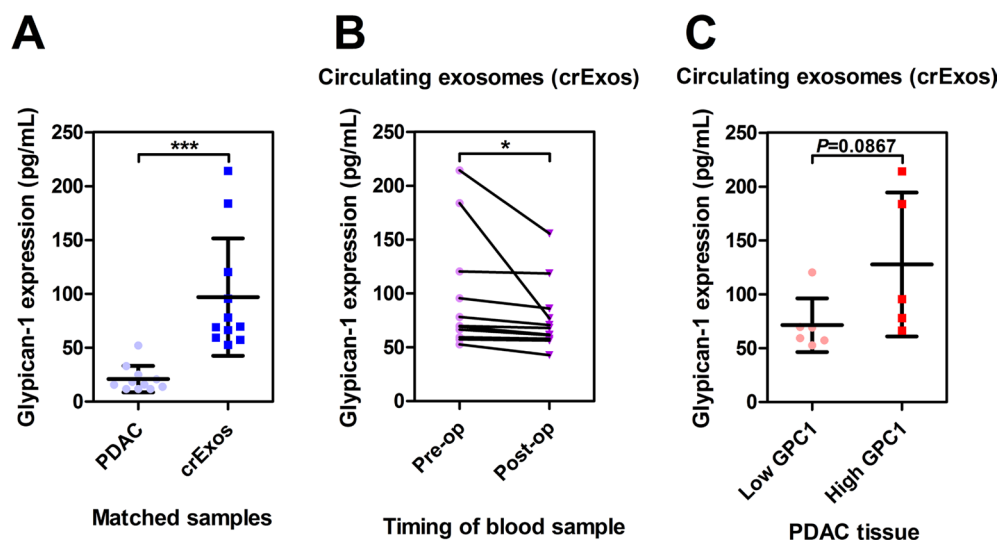 A
Glypican-1 expression (pg/mL)
250
200
150
100
50
0
***
PDAC
crExos
Matched samples
B
Circulating exosomes (crExos)
Glypican-1 expression (pg/mL)
250
200
150
100
50
0
*
Pre-op
Post-op
Timing of blood sample
C
Circulating exosomes (crExos)
Glypican-1 expression (pg/mL)
250
200
150
100
50
0
P=0.0867
Low GPC1
High GPC1
PDAC tissue